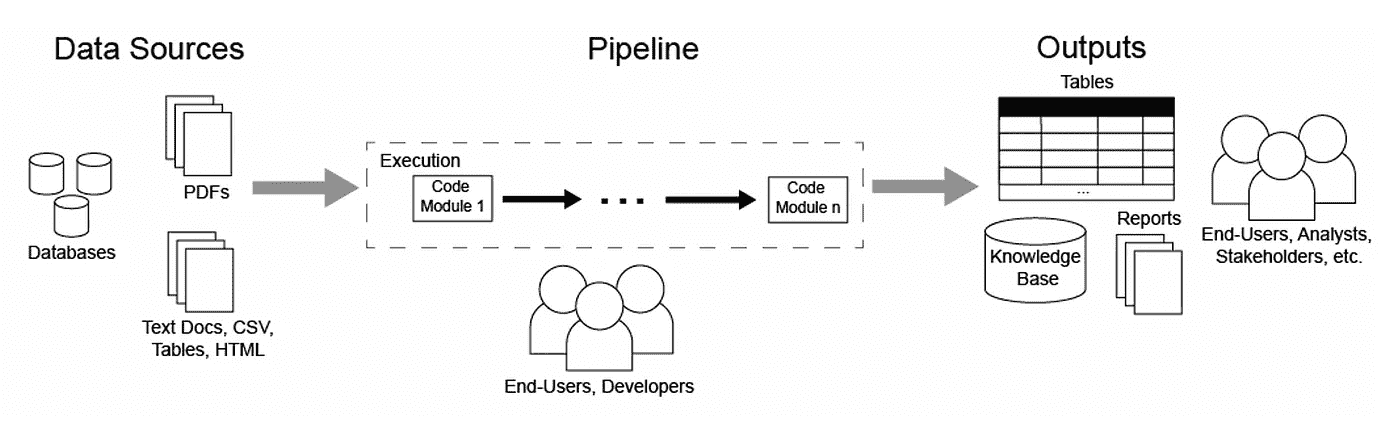 Data Sources
Pipeline
Outputs
PDFs
Databases
Text Docs, CSV,
Tables, HTML
Execution
Code
Module 1
...
Code
Module n
End-Users, Developers
Tables
...
Knowledge
Base
Reports
End-Users, Analysts,
Stakeholders, etc.